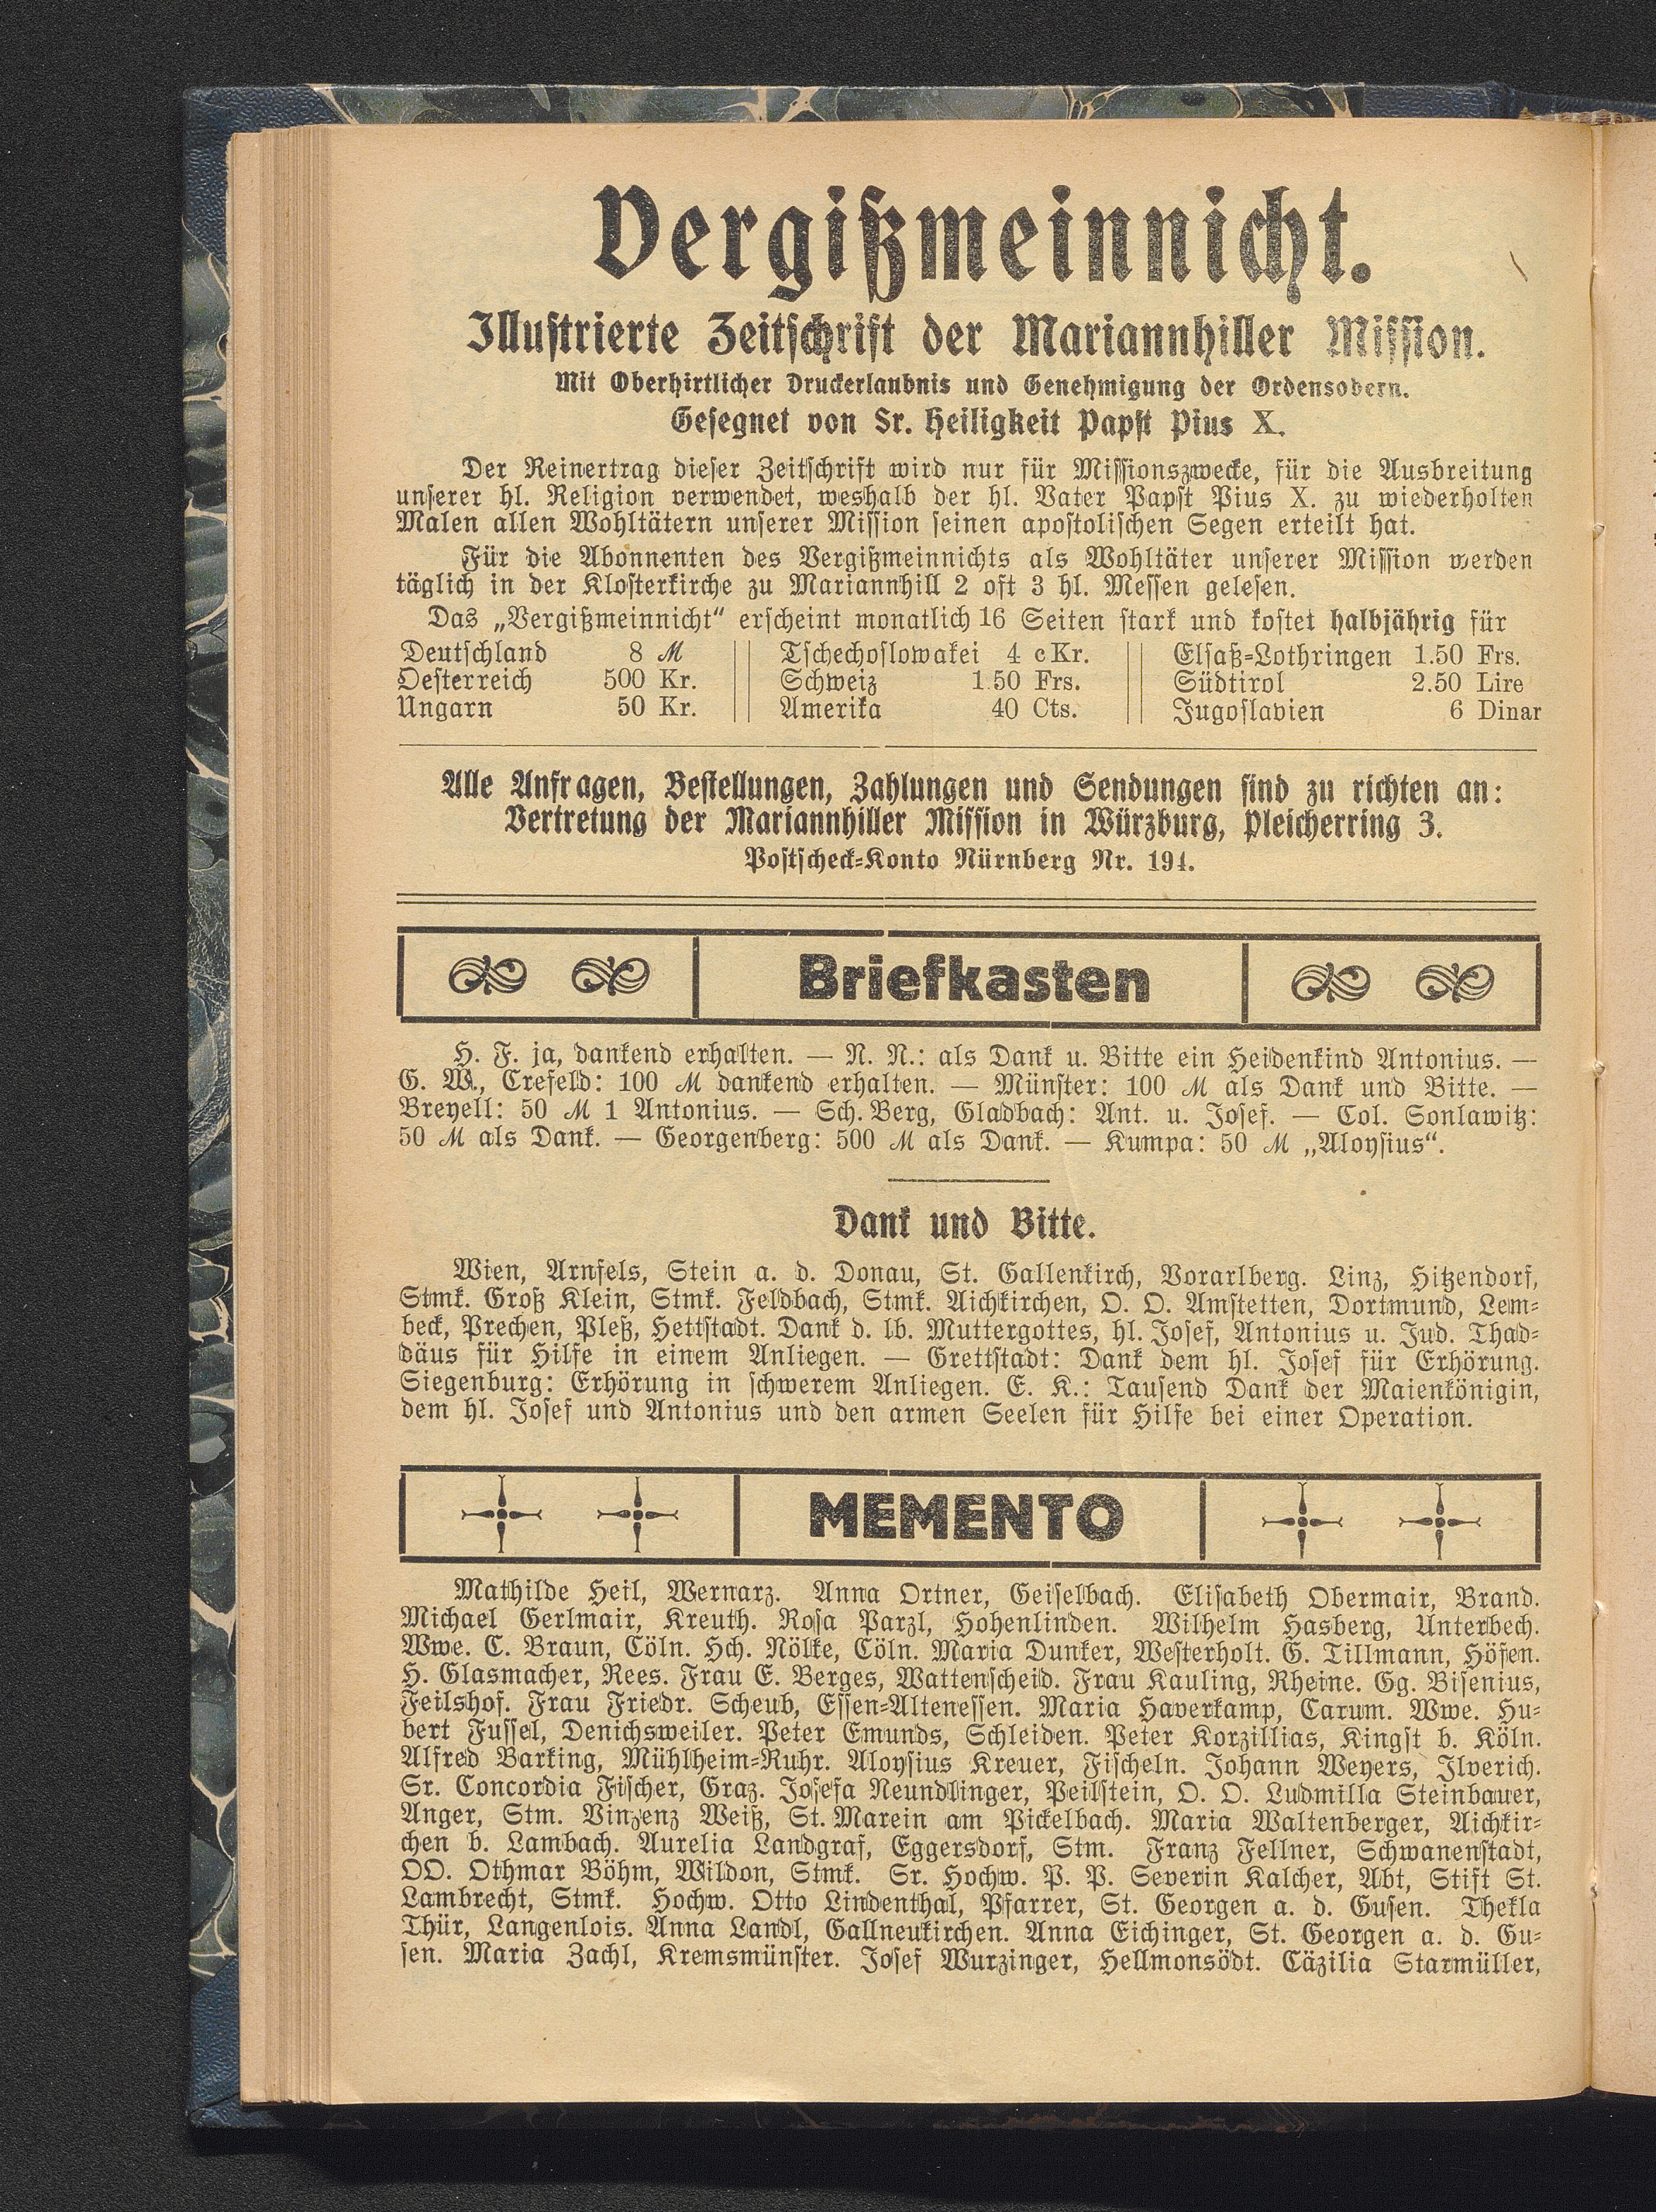 Vergißmeinnicht.
Illustrierte Zeitschrift der Mariannhiller Mission.
Mit Oberhirtlicher Druckerlaubnis und Genehmigung der Ordensobern.
Gesegnet von Sr. Heiligkeit Papst Pius X.
Der Reinertrag dieser Zeitschrift wird nur für Missionszwecke, für die Ausbreitung
unserer hl. Religion verwendet, weshalb der hl. Vater Papst Pius X. zu wiederholten
Malen allen Wohltätern unserer Mission seinen apostolischen Segen erteilt hat.
Für die Abonnenten des Vergißmeinnichts als Wohltäter unserer Mission werden
täglich in der Klosterkirche zu Mariannhill 2 oft 3 hl. Messen gelesen.
Das „Vergißmeinnicht“ erscheint monatlich 16 Seiten stark und kostet halbjährig für
Deutschland 8 M Tschechoslowakei 4 cKr. Elsaß-Lothringen 1.50 Frs.
Oesterreich 500 Kr. Schweiz 1.50 Frs. Südtirol 2.50 Lire
Ungarn 50 Kr. Amerika 40 Cts. Jugoslavien 6 Dinar
Alle Anfragen, Bestellungen, Zahlungen und Sendungen sind zu richten an:
Vertretung der Mariannhiller Mission in Würzburg, Pleicherring 3.
Postscheck-Konto Nürnberg Nr. 194.
Briefkasten
H. F. ja, dankend erhalten. — N. N.: als Dank u. Bitte ein Heidenkind Antonius. —
G. W., Crefeld: 100 M dankend erhalten. — Münster: 100 M als Dank und Bitte. —
Breyell: 50 M 1 Antonius. — Sch. Berg, Gladbach: Ant. u. Josef. — Col. Sonlawitz:
50 M als Dank. — Georgenberg: 500 M als Dank. — Kumpa: 50 M „Aloysius“.
Dank und Bitte.
Wien, Arnfels, Stein a. d. Donau, St. Gallenkirch, Vorarlberg. Linz, Hitzendorf,
Stmk. Groß Klein, Stmk. Feldbach, Stmk. Aichkirchen, O. O. Amstetten, Dortmund, Lem-
beck, Prechen, Pleß, Hettstadt. Dank d. lb. Muttergottes, hl. Josef, Antonius u. Jud. Thad-
däus für Hilfe in einem Anliegen. — Grettstadt: Dank dem hl. Josef für Erhörung.
Siegenburg: Erhörung in schwerem Anliegen. E. K.: Tausend Dank der Maienkönigin,
dem hl. Josef und Antonius und den armen Seelen für Hilfe bei einer Operation.
MEMENTO
Mathilde Heil, Wernarz. Anna Ortner, Geiselbach. Elisabeth Obermair, Brand.
Michael Gerlmair, Kreuth. Rosa Parzl, Hohenlinden. Wilhelm Hasberg, Unterbech.
Wwe. C. Braun, Cöln. Hch. Nölke, Cöln. Maria Dunker, Westerholt. G. Tillmann, Höfen.
H. Glasmacher, Rees. Frau E. Berges, Wattenscheid. Frau Kauling, Rheine. Gg. Bisenius,
Feilshof. Frau Friedr. Scheub, Essen-Altenessen. Maria Haverkamp, Carum. Wwe. Hu-
bert Fussel, Denichsweiler. Peter Emunds, Schleiden. Peter Korzillias, Kingst b. Köln.
Alfred Barking, Mühlheim-Ruhr. Aloysius Kreuer, Fischeln. Johann Weyers, Ilverich.
Sr. Concordia Fischer, Graz. Josefa Neundlinger, Peilstein, O. O. Ludmilla Steinbauer,
Anger, Stm. Vinzenz Weiß, St. Marein am Pickelbach. Maria Waltenberger, Aichkir-
chen b. Lambach. Aurelia Landgraf, Eggersdorf, Stm. Franz Fellner, Schwanenstadt,
OO. Othmar Böhm, Wildon, Stmk. Sr. Hochw. P. P. Severin Kalcher, Abt, Stift St.
Lambrecht, Stmk. Hochw. Otto Lindenthal, Pfarrer, St. Georgen a. d. Gusen. Thekla
Thür, Langenlois. Anna Landl, Gallneukirchen. Anna Eichinger, St. Georgen a. d. Gu-
sen. Maria Zachl, Kremsmünster. Josef Wurzinger, Hellmonsödt. Cäzilia Starmüller,